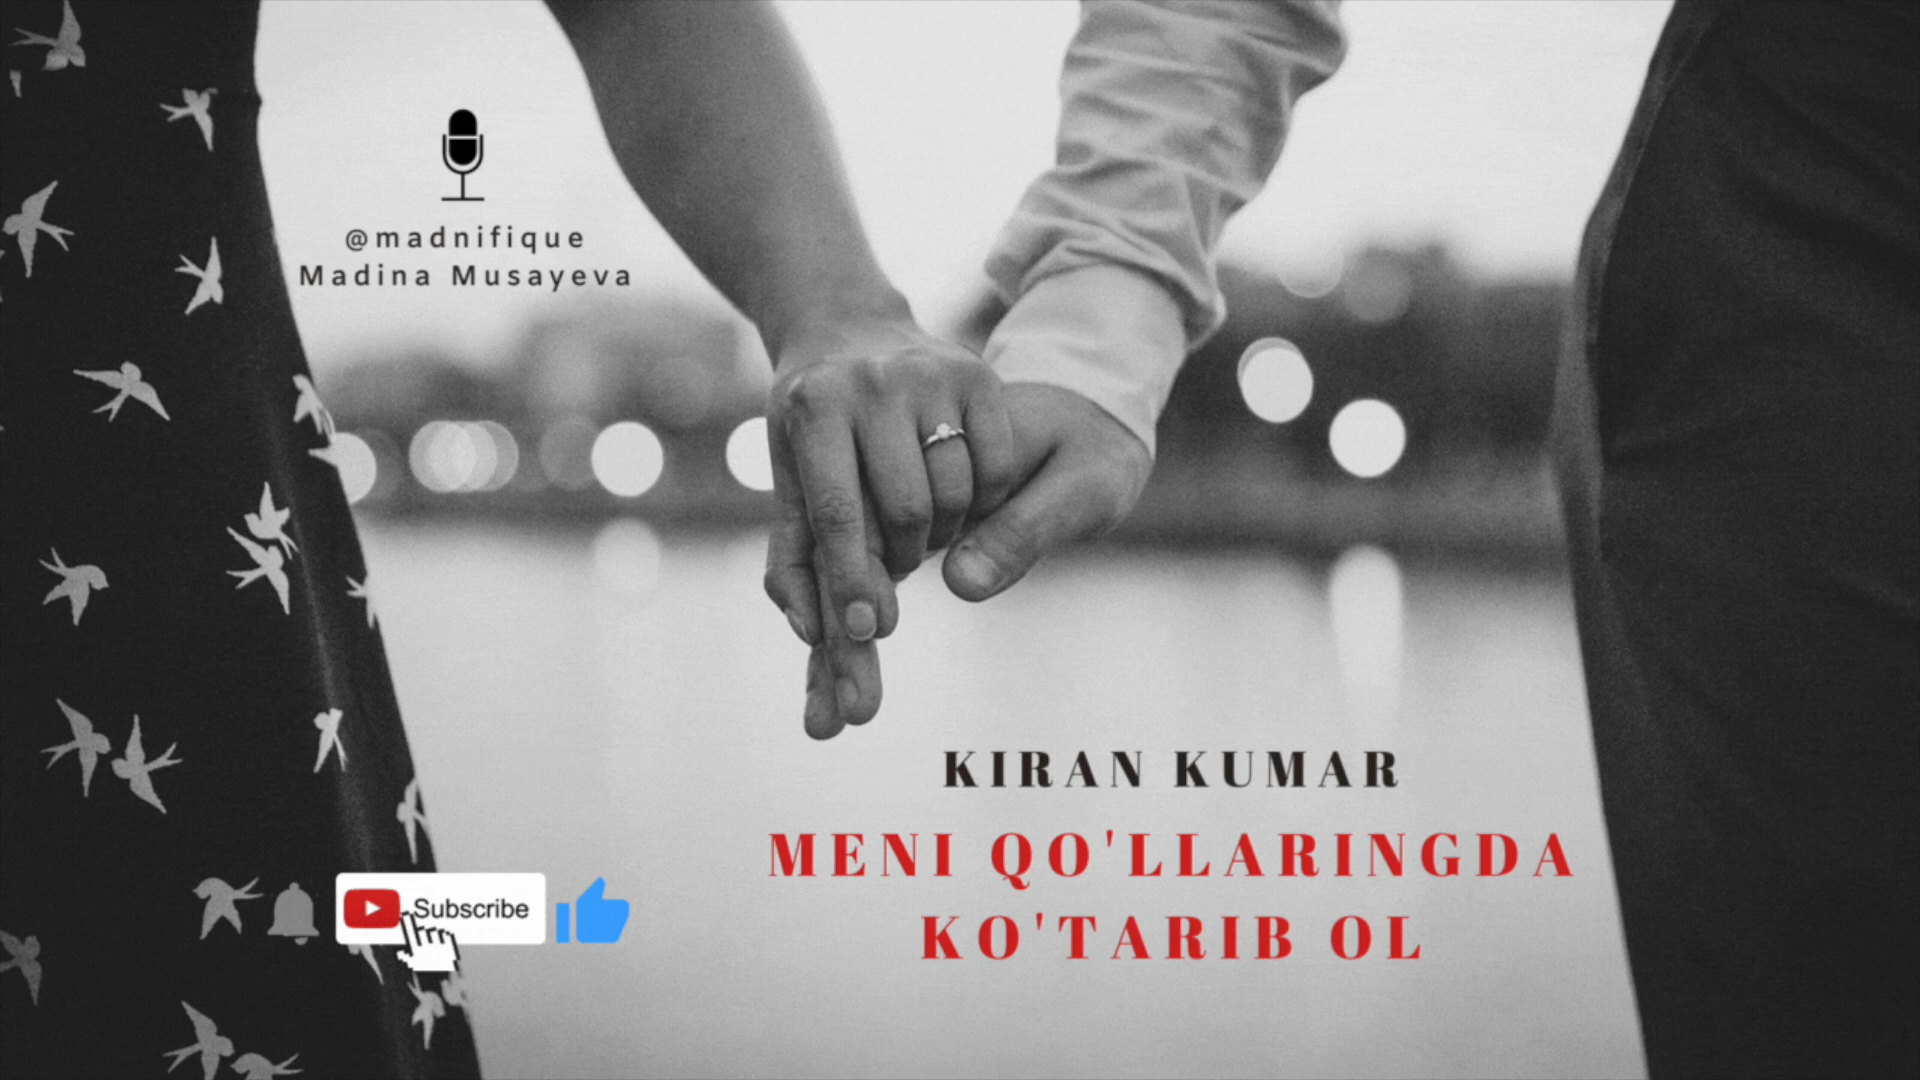 @madnifique
Madina Musayeva
KIRAN KUMAR
MENI QO'LLARINGDA
KO'TARIB OL
Subscribe